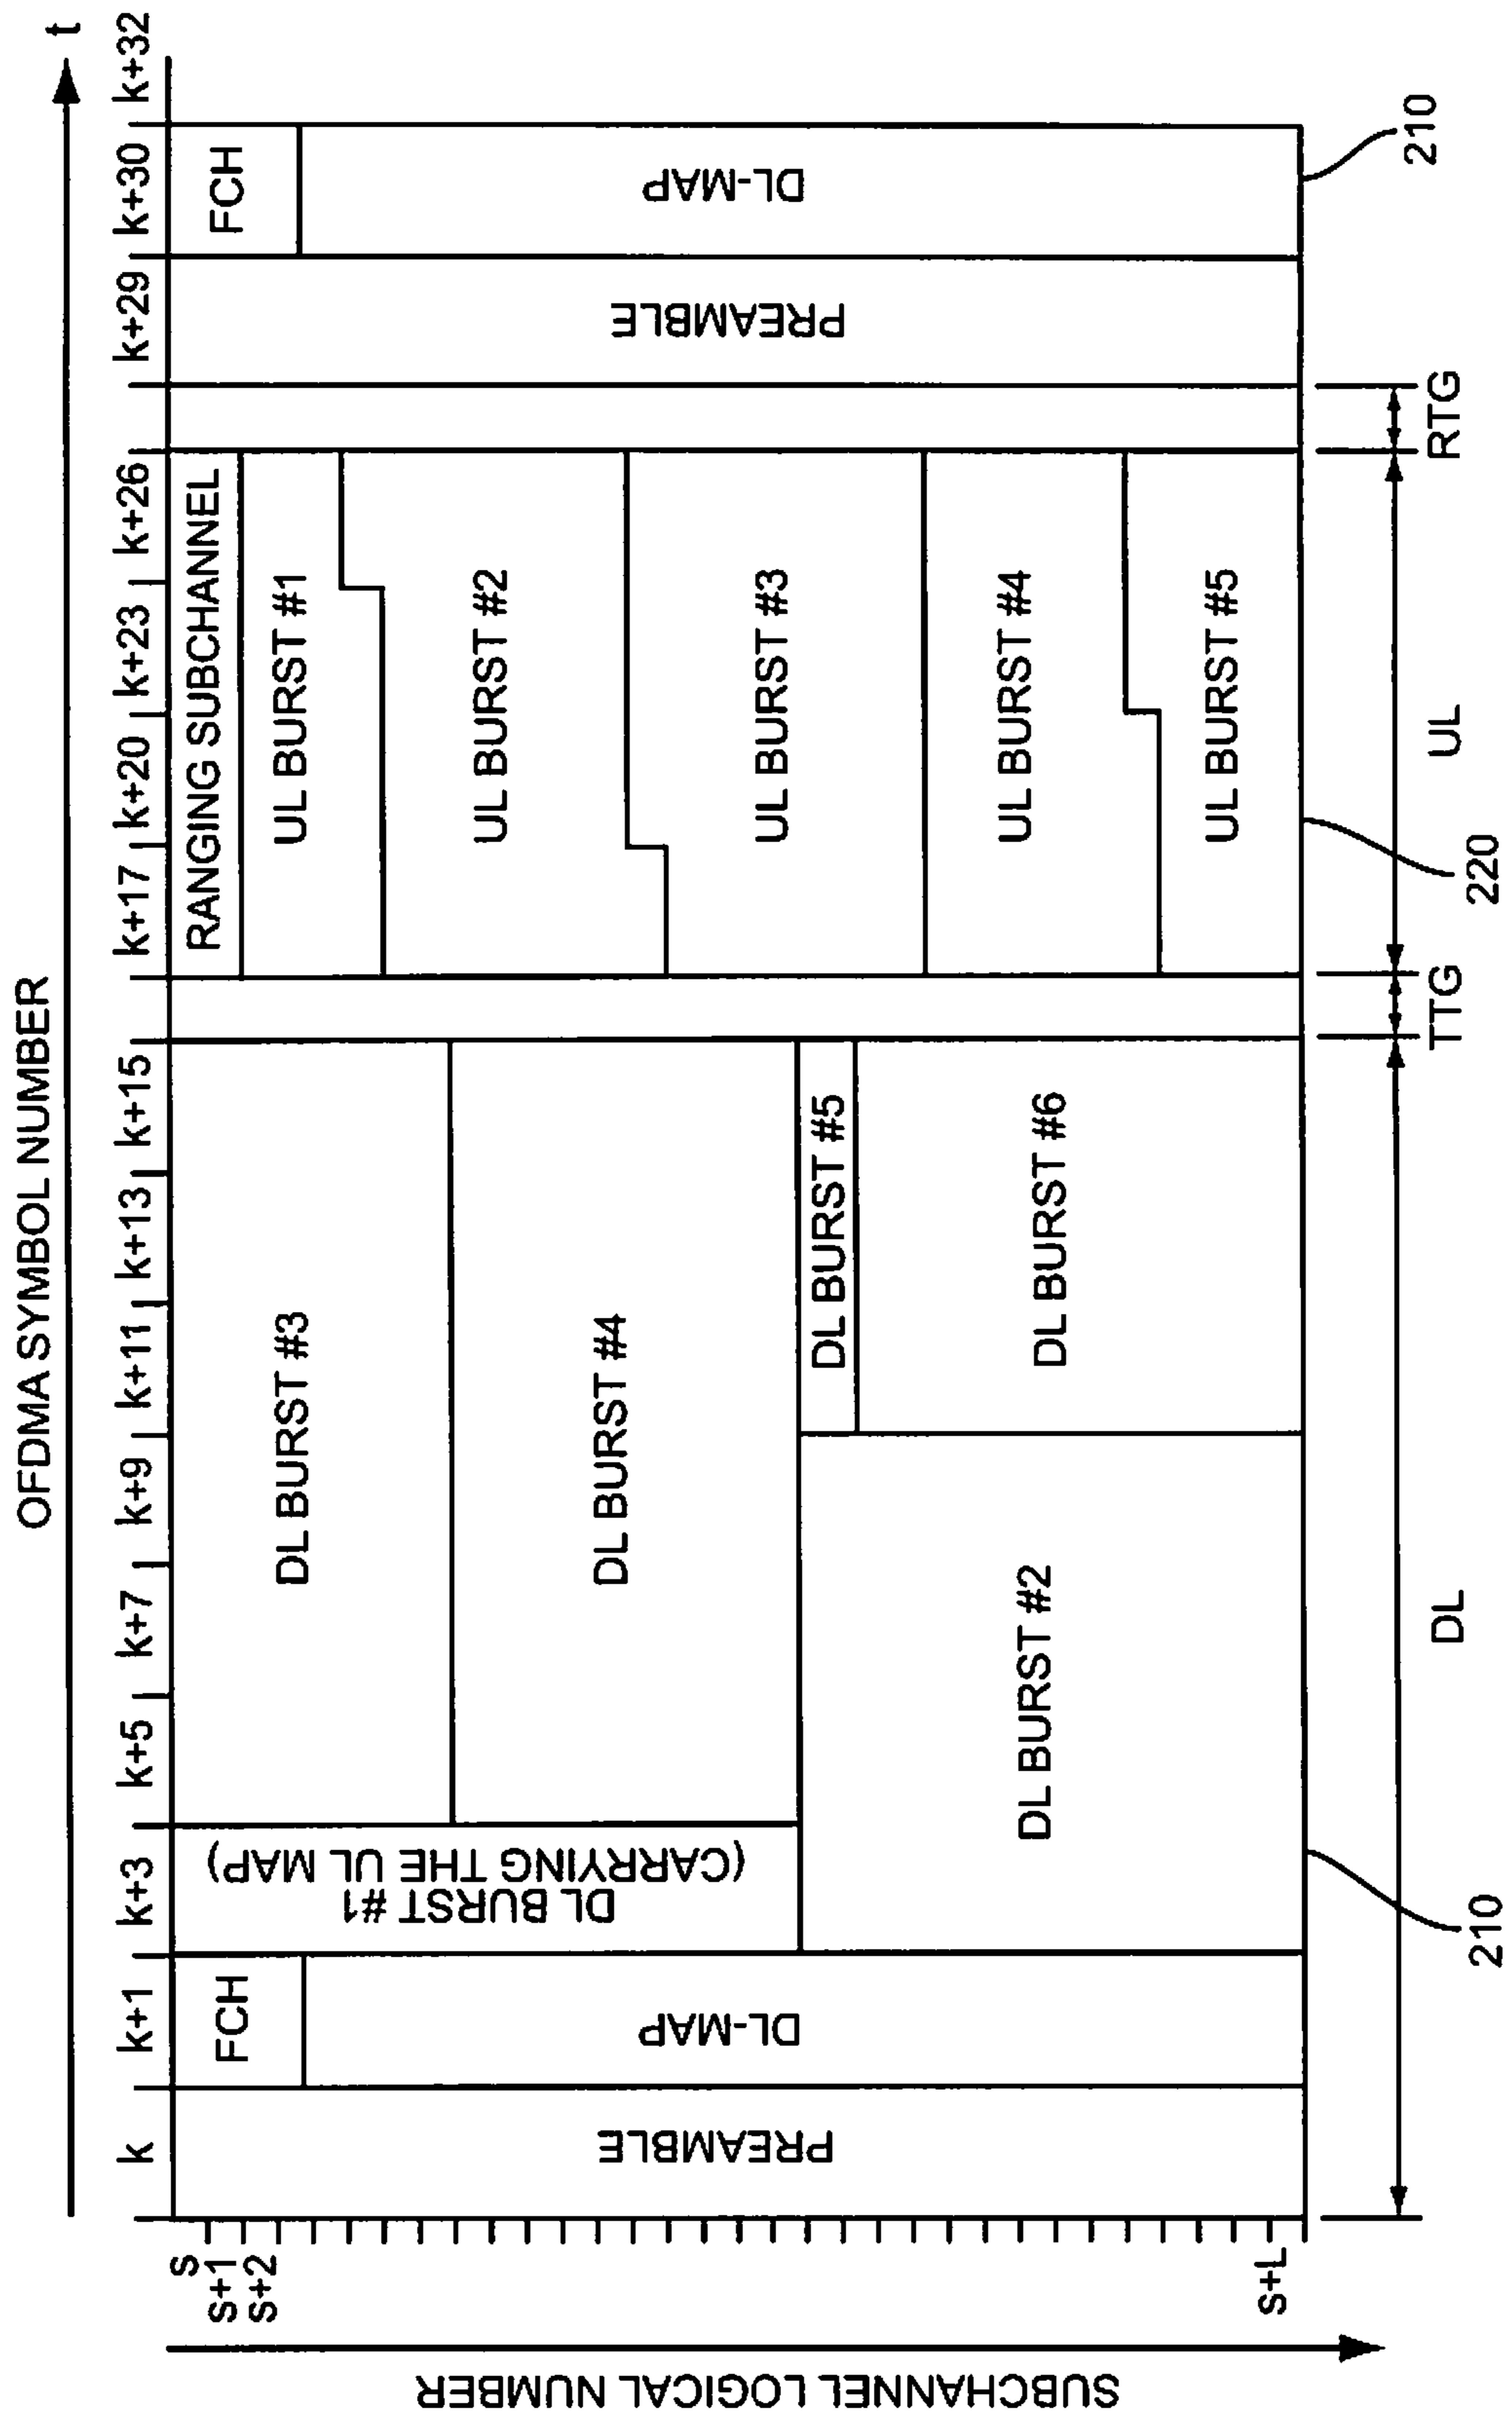 OFDMA SYMBOL NUMBER
t
k
k+1
k+3
k+5
k+7
k+9
k+11
k+13
k+15
k+17
k+20
k+23
k+26
k+29
k+30
k+32
SUBCHANNEL LOGICAL NUMBER
s
s+1
s+2
s+L
PREAMBLE
FCH
DL-MAP
DL BURST #1
(CARRYING THE UL MAP)
DL BURST #2
DL BURST #3
DL BURST #4
DL BURST #5
DL BURST #6
RANGING SUBCHANNEL
UL BURST #1
UL BURST #2
UL BURST #3
UL BURST #4
UL BURST #5
PREAMBLE
FCH
DL-MAP
DL
TTG
UL
RTG
210
220
210